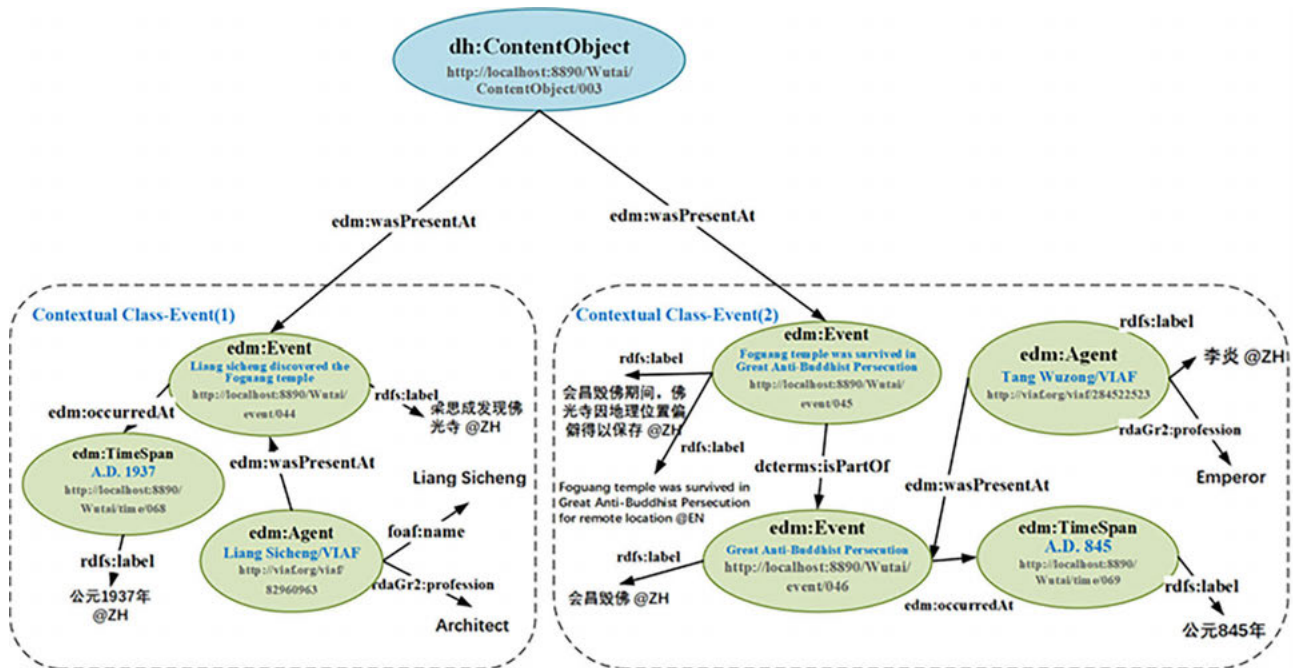 dh:ContentObject
http://localhost:8890/Wutai/
ContentObject/003
edm:wasPresentAt
edm:wasPresentAt
Contextual Class-Event(1)
edm:Event
Liang sicheng discovered the
Foguang temple
http://localhost:8890/Wutai/
event/044
rdfs:label
梁思成发现佛
光寺 @ZH
edm:occurredAt
edm:TimeSpan
A.D. 1937
http://localhost:8890/
Wutai/time/068
rdfs:label
公元1937年
@ZH
edm:wasPresentAt
edm:Agent
Liang Sicheng/VIAF
http://viaf.org/viaf/
82960963
Liang Sicheng
foaf:name
rdaGr2:profession
Architect
Contextual Class-Event(2)
edm:Event
Foguang temple was survived in
Great Anti-Buddhist Persecution
http://localhost:8890/Wutai/
event/045
rdfs:label
会昌毁佛期间，佛
光寺因地理位置偏
僻得以保存 @ZH
rdfs:label
Foguang temple was survived in
Great Anti-Buddhist Persecution
for remote location @EN
dcterms:isPartOf
edm:Event
Great Anti-Buddhist Persecution
http://localhost:8890/Wutai/
event/046
rdfs:label
会昌毁佛 @ZH
rdfs:label
edm:Agent
Tang Wuzong/VIAF
http://viaf.org/viaf/284522523
李炎 @ZH
rdaGr2:profession
Emperor
edm:wasPresentAt
edm:occurredAt
edm:TimeSpan
A.D. 845
http://localhost:8890/
Wutai/time/069
rdfs:label
公元845年